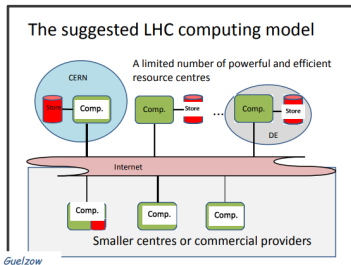 The suggested LHC computing model
A limited number of powerful and efficient
resource centres
CERN
Store
Comp.
Comp.
Store
...
Comp.
Store
DE
Internet
Comp.
Comp.
Comp.
Smaller centres or commercial providers
Guelzow